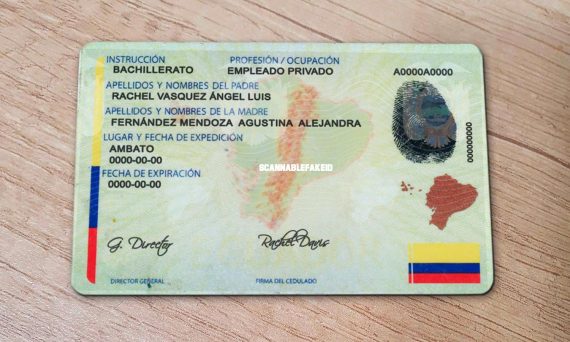 INSTRUCCIÓN PROFESIÓN / OCUPACIÓN
BACHILLERATO EMPLEADO PRIVADO A0000A0000
APELLIDOS Y NOMBRES DEL PADRE
RACHEL VASQUEZ ÁNGEL LUIS
APELLIDOS Y NOMBRES DE LA MADRE
FERNÁNDEZ MENDOZA AGUSTINA ALEJANDRA
LUGAR Y FECHA DE EXPEDICIÓN
AMBATO
0000-00-00
FECHA DE EXPIRACIÓN
0000-00-00
000000000
SCANNABLEFAKEID
G. Director Rachel Davis
DIRECTOR GENERAL FIRMA DEL CEDULADO